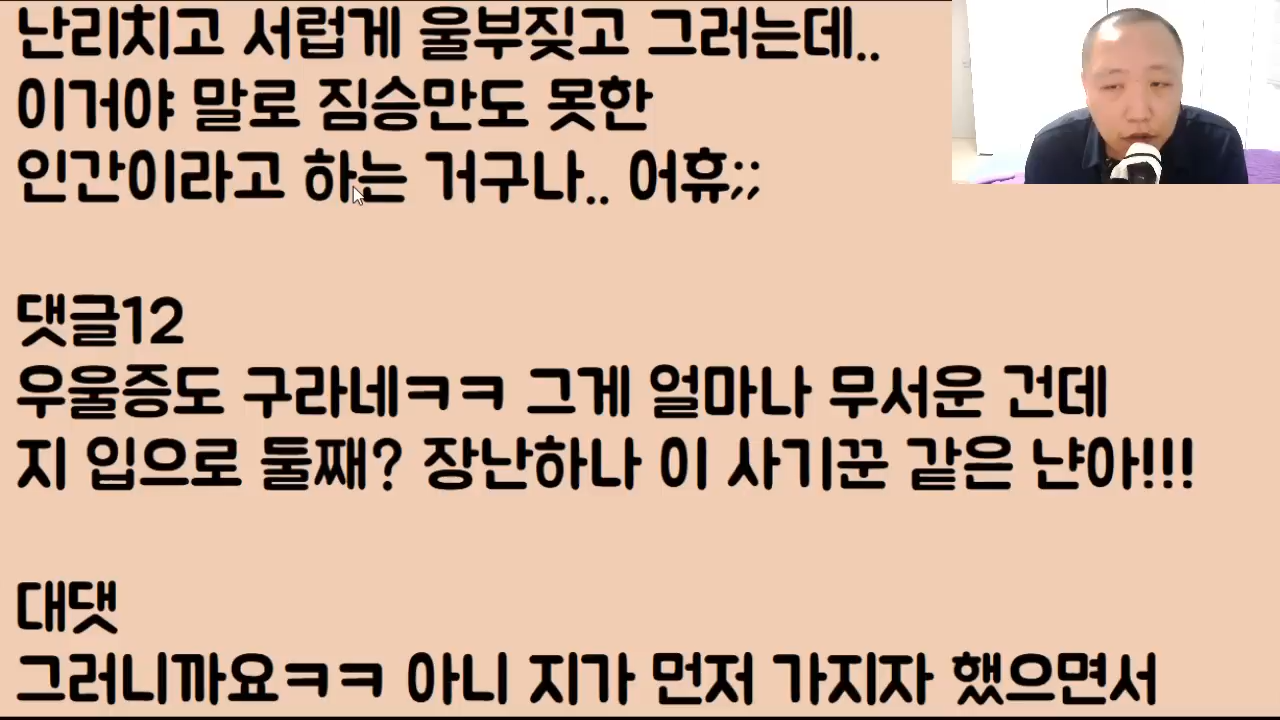 난리치고 서럽게 울부짖고 그러는데..
이거야 말로 짐승만도 못한
인간이라고 하는 거구나.. 어휴;;
댓글12
우울증도 구라네ㅋㅋ 그게 얼마나 무서운 건데
지 입으로 둘째? 장난하나 이 사기꾼 같은 냔아!!!
대댓
그러니까요ㅋㅋ 아니 지가 먼저 가지자 했으면서